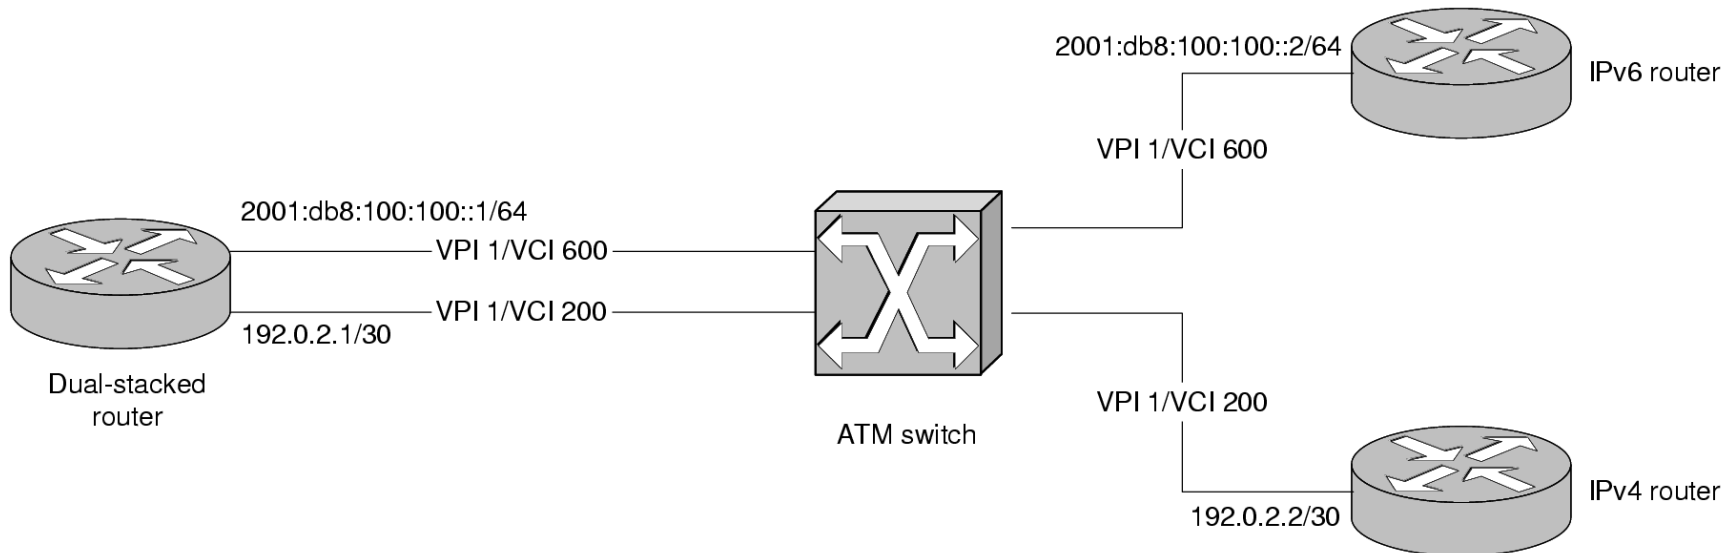 2001:db8:100:100::2/64
IPv6 router
VPI 1/VCI 600
2001:db8:100:100::1/64
VPI 1/VCI 600
VPI 1/VCI 200
192.0.2.1/30
Dual-stacked
router
ATM switch
VPI 1/VCI 200
IPv4 router
192.0.2.2/30